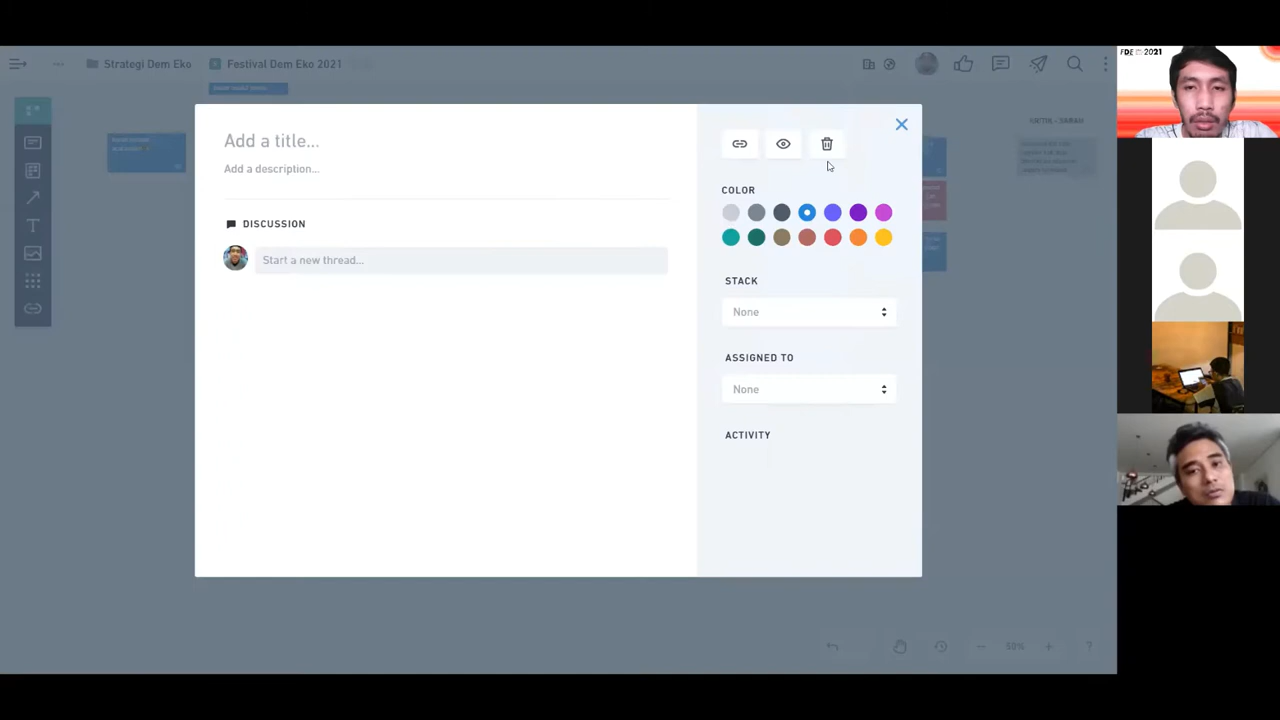 FDE 2021
Strategi Dem Eko
Festival Dem Eko 2021
Add a title...
Add a description...
DISCUSSION
Start a new thread...
COLOR
STACK
None
ASSIGNED TO
None
ACTIVITY
50%
?